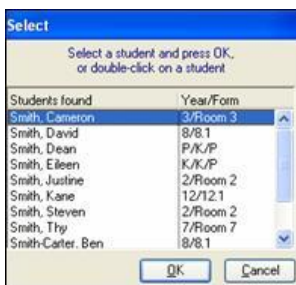 Select
Select a student and press OK,
or double-click on a student
Students found Year/Form
Smith, Cameron 3/Room 3
Smith, David 8/8.1
Smith, Dean P/K/P
Smith, Eileen K/K/P
Smith, Justine 2/Room 2
Smith, Kane 12/12.1
Smith, Steven 2/Room 2
Smith, Thy 7/Room 7
Smith-Carter, Ben 8/8.1
OK Cancel